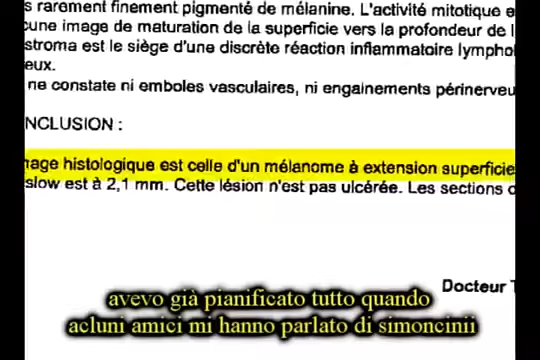 s rarement finement pigmenté de mélanine. L'activité mitotique e
cune image de maturation de la superficie vers la profondeur de l
stroma est le siège d'une discrète réaction inflammatoire lympho
eux.
ne constate ni emboles vasculaires, ni engainements périnerveu
NCLUSION :
nage histologique est celle d'un mélanome à extension superficie
slow est à 2,1 mm. Cette lésion n'est pas ulcérée. Les sections
Docteur
avevo già pianificato tutto quando
acluni amici mi hanno parlato di simoncinii